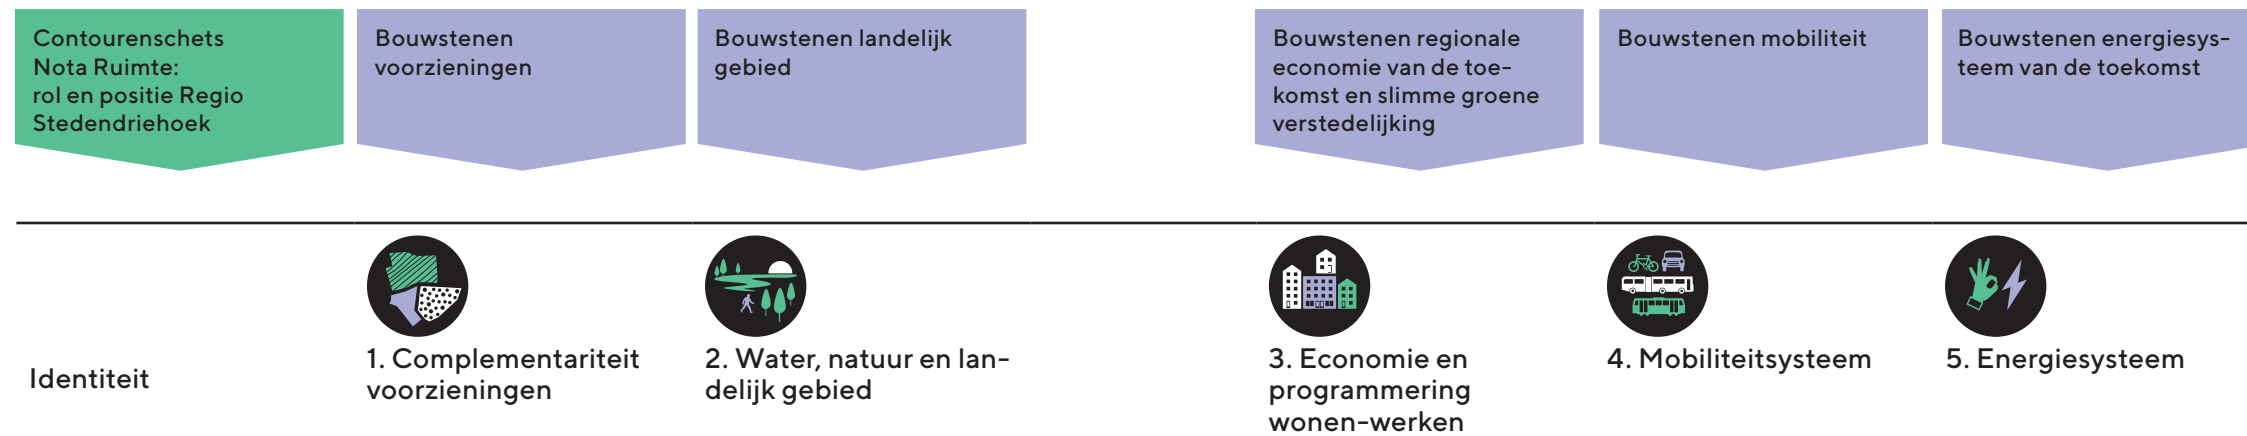 Contourenschets
Nota Ruimte:
rol en positie Regio
Stedendriehoek
Bouwstenen
voorzieningen
Bouwstenen landelijk
gebied
Bouwstenen regionale
economie van de toe-
komst en slimme groene
verstedelijking
Bouwstenen mobiliteit
Bouwstenen energiesys-
teem van de toekomst
Identiteit
1. Complementariteit
voorzieningen
2. Water, natuur en lan-
delijk gebied
3. Economie en
programmering
wonen-werken
4. Mobiliteitsysteem
5. Energiesysteem